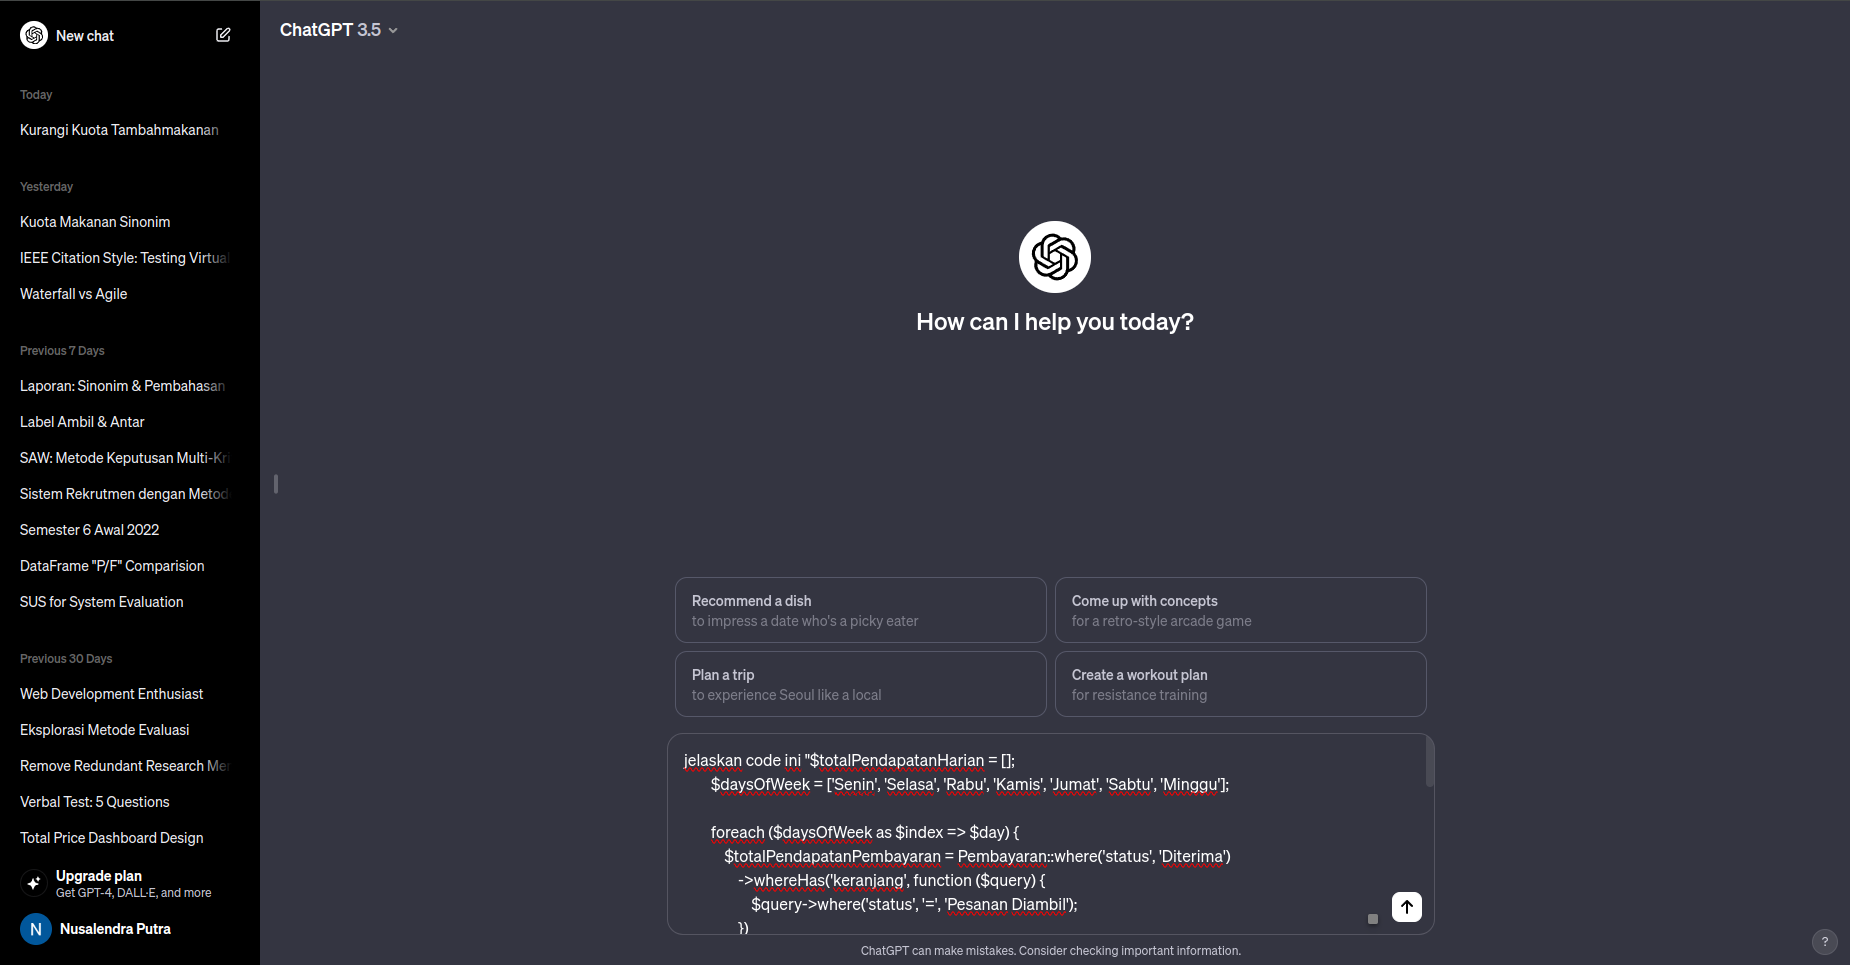 New chat
Today
Kurangi Kuota Tambahmakanan
Yesterday
Kuota Makanan Sinonim
IEEE Citation Style: Testing Virtual
Waterfall vs Agile
Previous 7 Days
Laporan: Sinonim & Pembahasan
Label Ambil & Antar
SAW: Metode Keputusan Multi-Kri
Sistem Rekrutmen dengan Metod
Semester 6 Awal 2022
DataFrame "P/F" Comparision
SUS for System Evaluation
Previous 30 Days
Web Development Enthusiast
Eksplorasi Metode Evaluasi
Remove Redundant Research Me
Verbal Test: 5 Questions
Total Price Dashboard Design
Upgrade plan
Get GPT-4, DALL·E, and more
N
Nusalendra Putra
ChatGPT 3.5
How can I help you today?
Recommend a dish
to impress a date who's a picky eater
Come up with concepts
for a retro-style arcade game
Plan a trip
to experience Seoul like a local
Create a workout plan
for resistance training
jelaskan code ini "$totalPendapatanHarian = [];
$daysOfWeek = ['Senin', 'Selasa', 'Rabu', 'Kamis', 'Jumat', 'Sabtu', 'Minggu'];
foreach ($daysOfWeek as $index => $day) {
$totalPendapatanPembayaran = Pembayaran::where('status', 'Diterima')
->whereHas('keranjang', function ($query) {
$query->where('status', '=', 'Pesanan Diambil');
})
ChatGPT can make mistakes. Consider checking important information.
?